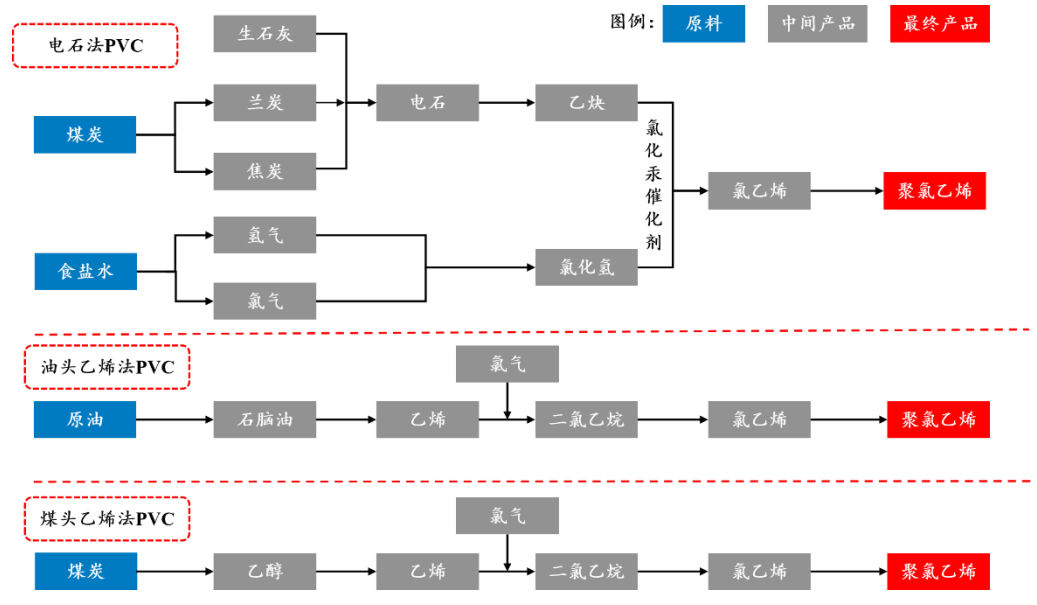 图例：
原料
中间产品
最终产品
电石法PVC
生石灰
煤炭
兰炭
焦炭
电石
乙炔
氯化汞催化剂
氯乙烯
聚氯乙烯
食盐水
氢气
氯气
氯化氢
油头乙烯法PVC
氯气
原油
石脑油
乙烯
二氯乙烷
氯乙烯
聚氯乙烯
煤头乙烯法PVC
氯气
煤炭
乙醇
乙烯
二氯乙烷
氯乙烯
聚氯乙烯